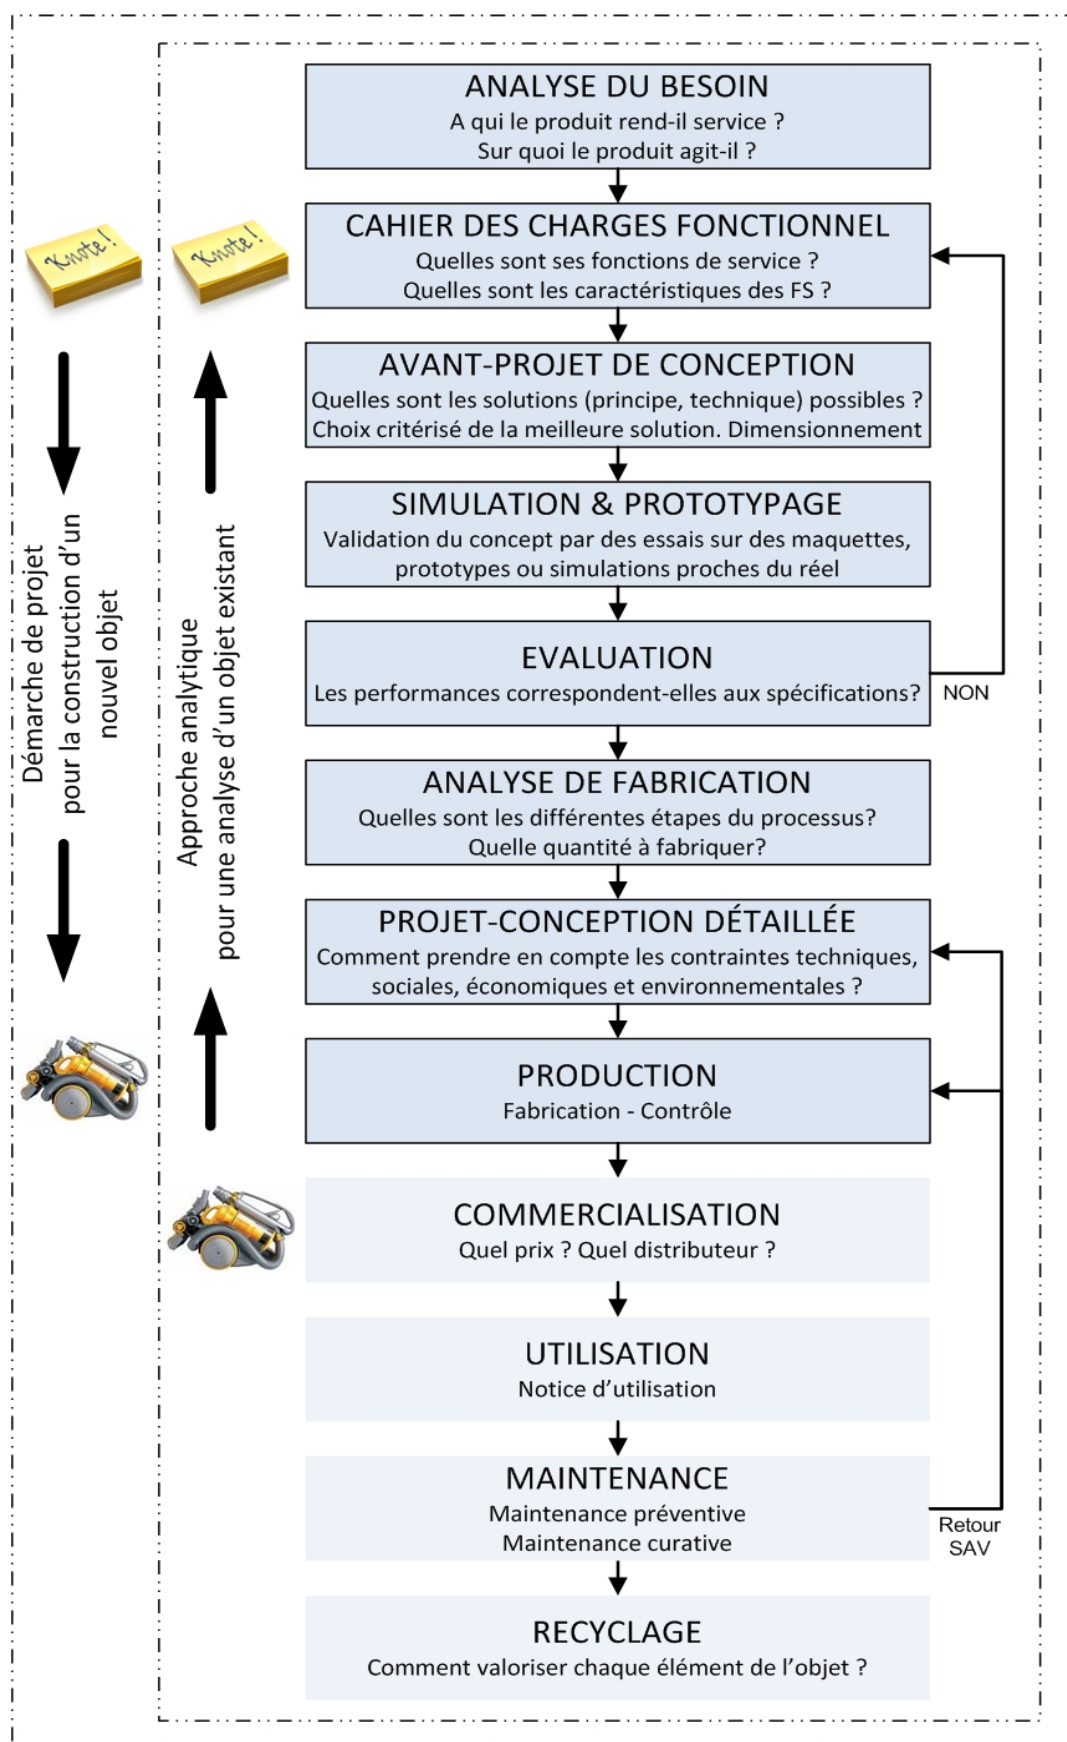 ANALYSE DU BESOIN
A qui le produit rend-il service ?
Sur quoi le produit agit-il ?
Knote!
Knote!
CAHIER DES CHARGES FONCTIONNEL
Quelles sont ses fonctions de service ?
Quelles sont les caractéristiques des FS ?
AVANT-PROJET DE CONCEPTION
Quelles sont les solutions (principe, technique) possibles ?
Choix critérisé de la meilleure solution. Dimensionnement
SIMULATION & PROTOTYPAGE
Validation du concept par des essais sur des maquettes,
prototypes ou simulations proches du réel
Démarche de projet
pour la construction d’un
nouvel objet
Approche analytique
pour une analyse d’un objet existant
EVALUATION
Les performances correspondent-elles aux spécifications?
NON
ANALYSE DE FABRICATION
Quelles sont les différentes étapes du processus?
Quelle quantité à fabriquer?
PROJET-CONCEPTION DÉTAILLÉE
Comment prendre en compte les contraintes techniques,
sociales, économiques et environnementales ?
PRODUCTION
Fabrication - Contrôle
COMMERCIALISATION
Quel prix ? Quel distributeur ?
UTILISATION
Notice d’utilisation
MAINTENANCE
Maintenance préventive
Maintenance curative
Retour
SAV
RECYCLAGE
Comment valoriser chaque élément de l’objet ?